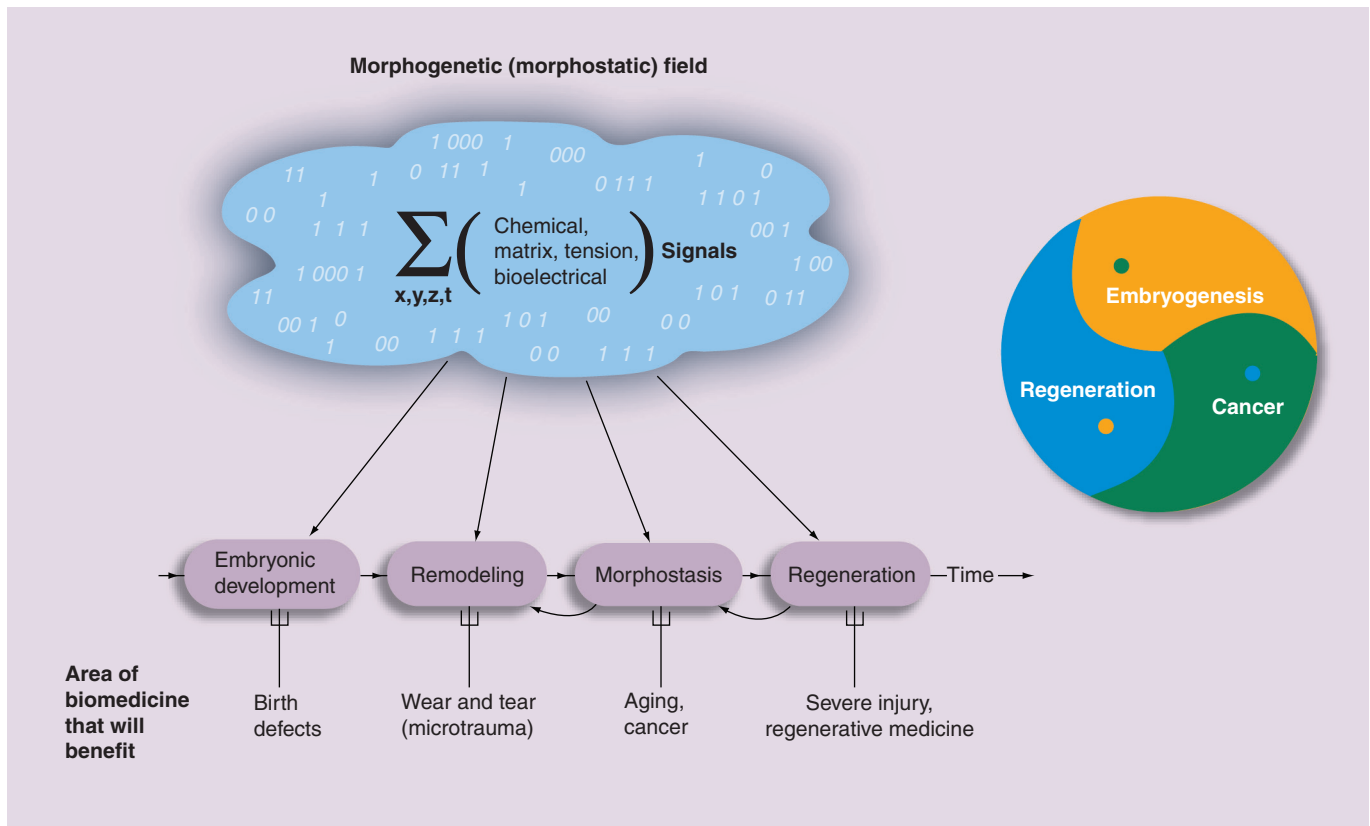 Morphogenetic (morphostatic) field
1 000 1
000
1
0
11
1
0 11 1
1
0 111 1
1 1 0 1
1
0 0
1 1 1
00 1
Σ
(
Chemical,
matrix, tension,
bioelectrical
)
Signals
x,y,z,t
1 000 1
1 00
11
1 0 1
0 11
00 1
0
1
00
1 1 1
1 0 1
00
0 0
0 0
1 1 1
Embryogenesis
Regeneration
Cancer
Embryonic
development
Remodeling
Morphostasis
Regeneration
Time
Area of
biomedicine
that will
benefit
Birth
defects
Wear and tear
(microtrauma)
Aging,
cancer
Severe injury,
regenerative medicine